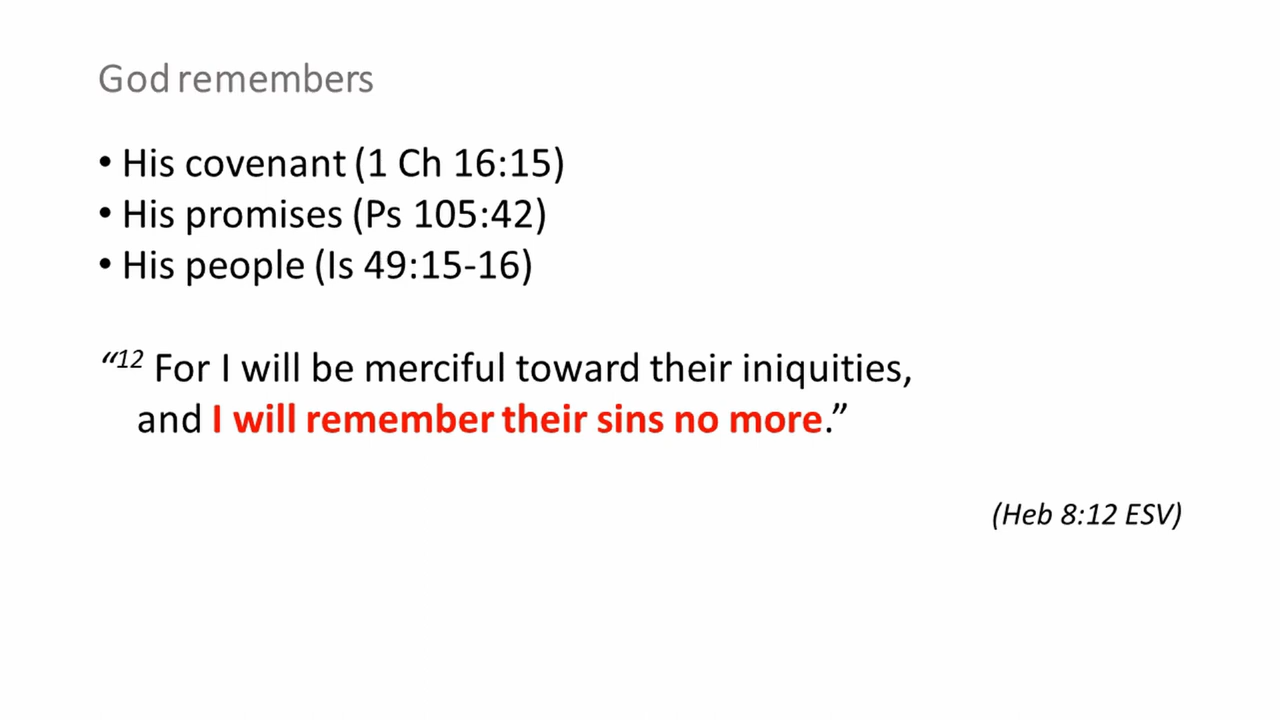 God remembers
• His covenant (1 Ch 16:15)
• His promises (Ps 105:42)
• His people (Is 49:15-16)
“12 For I will be merciful toward their iniquities,
and I will remember their sins no more.”
(Heb 8:12 ESV)